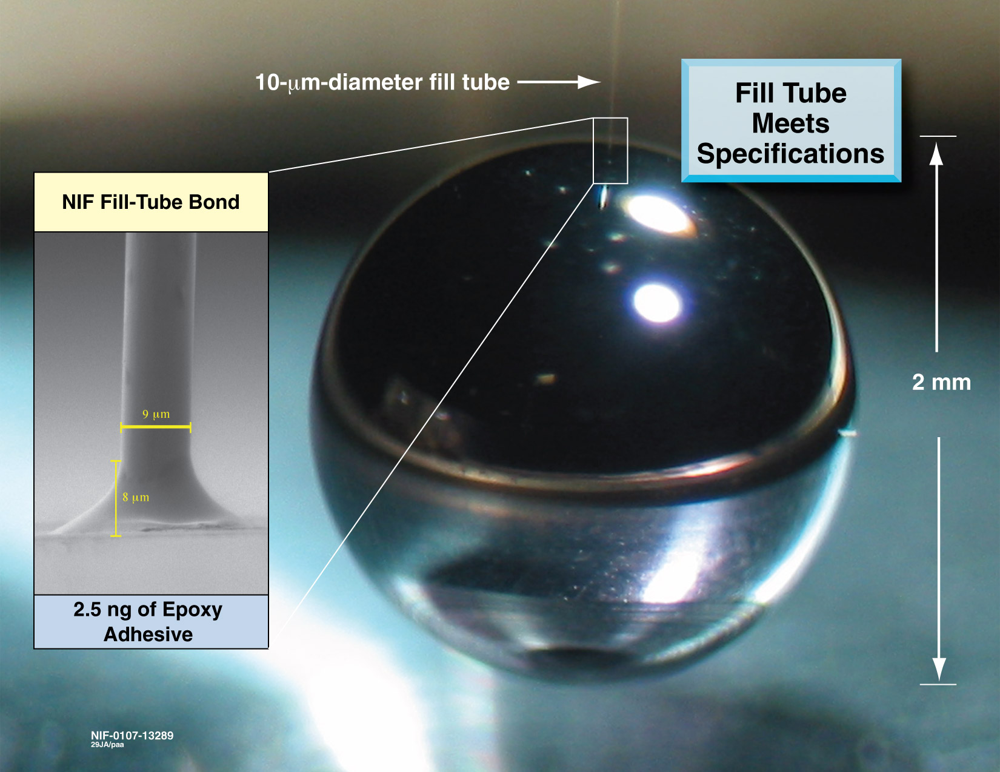 10-μm-diameter fill tube
Fill Tube
Meets
Specifications
NIF Fill-Tube Bond
9 μm
8 μm
2.5 ng of Epoxy
Adhesive
2 mm
NIF-0107-13289
29JA/paa